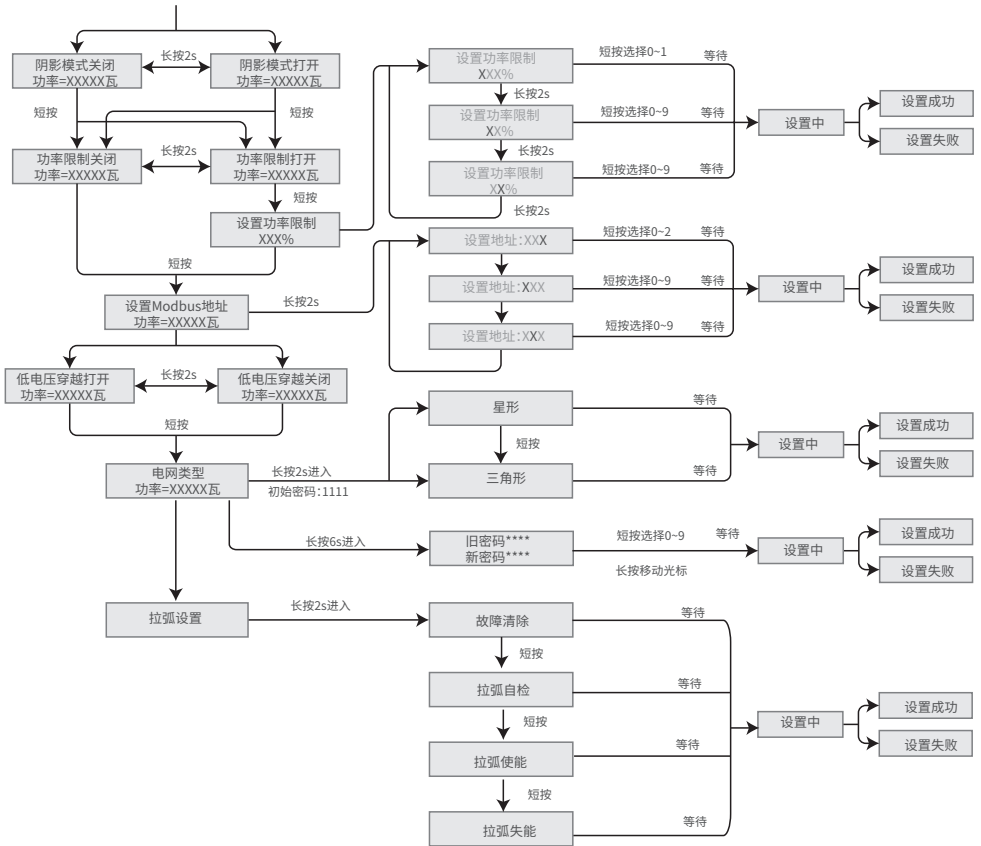 阴影模式关闭
功率=XXXXX瓦
长按2s
阴影模式打开
功率=XXXXX瓦
短按
短按
功率限制关闭
功率=XXXXX瓦
长按2s
功率限制打开
功率=XXXXX瓦
短按
设置功率限制
XXX%
短按
设置功率限制
XXX%
短按选择0~1
等待
长按2s
设置功率限制
XX%
短按选择0~9
等待
长按2s
设置功率限制
XX%
短按选择0~9
等待
长按2s
设置中
设置成功
设置失败
设置Modbus地址
功率=XXXXX瓦
长按2s
设置地址:XXX
短按选择0~2
等待
设置地址:XXX
短按选择0~9
等待
设置地址:XXX
短按选择0~9
等待
设置中
设置成功
设置失败
低电压穿越打开
功率=XXXXX瓦
长按2s
低电压穿越关闭
功率=XXXXX瓦
短按
电网类型
功率=XXXXX瓦
长按2s进入
初始密码:1111
星形
等待
短按
三角形
等待
设置中
设置成功
设置失败
长按6s进入
旧密码****
新密码****
短按选择0~9
等待
长按移动光标
设置中
设置成功
设置失败
拉弧设置
长按2s进入
故障清除
等待
短按
拉弧自检
等待
短按
拉弧使能
等待
短按
拉弧失能
等待
设置中
设置成功
设置失败